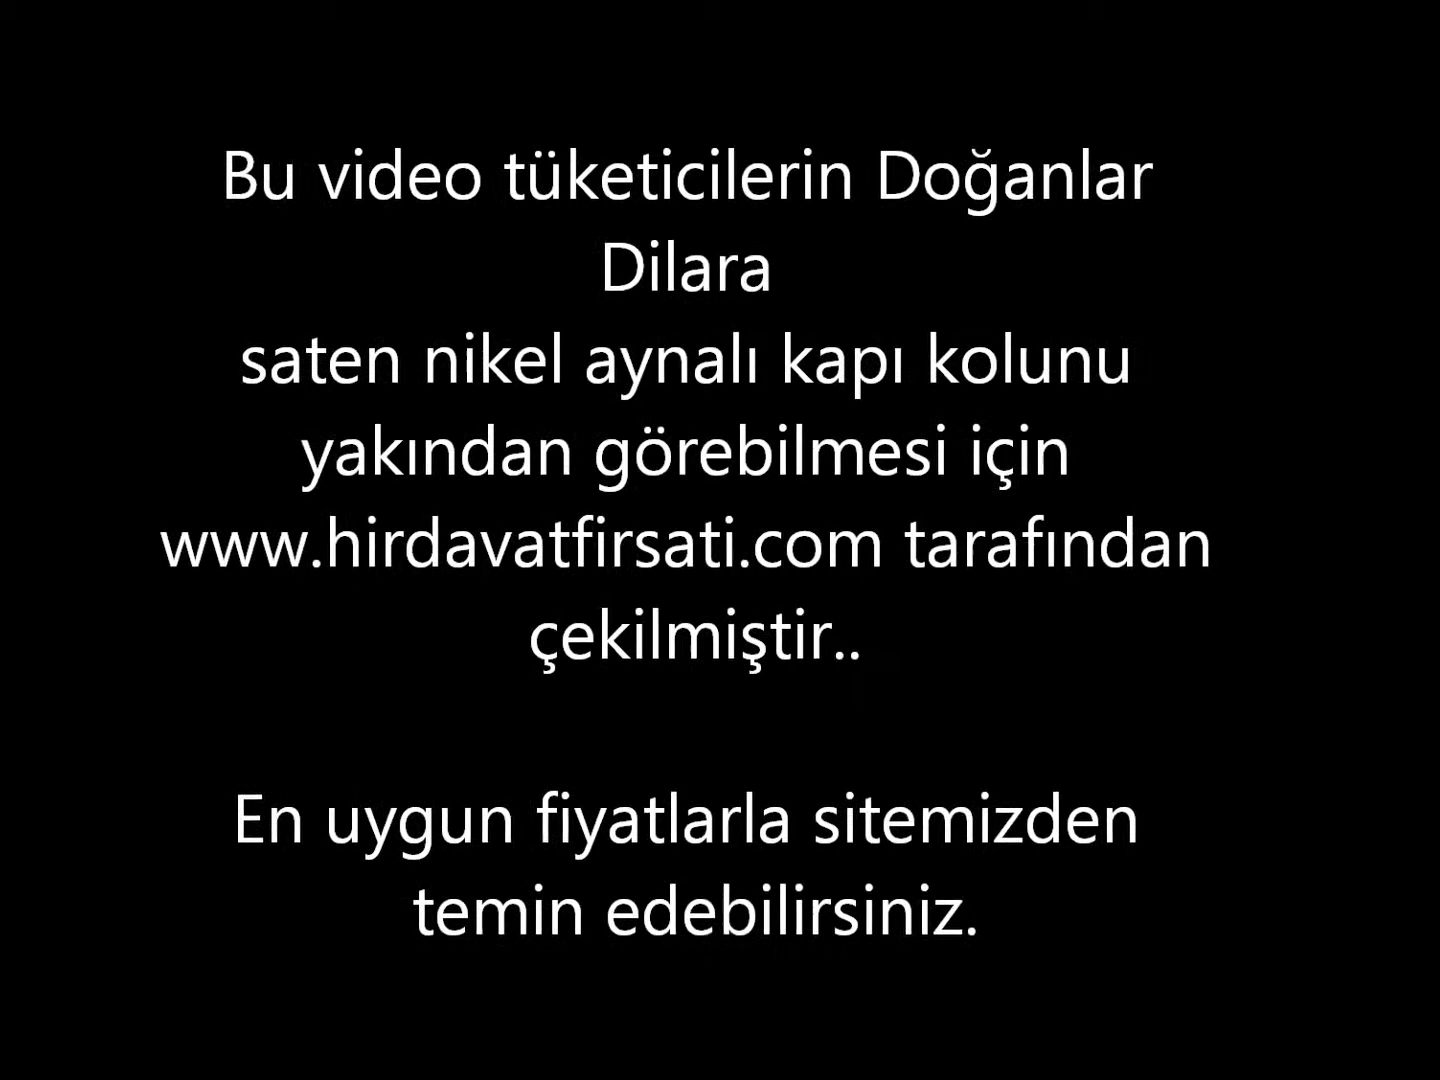 Bu video tüketicilerin Doğanlar
Dilara
saten nikel aynalı kapı kolunu
yakından görebilmesi için
www.hirdavatfirsati.com tarafından
çekilmiştir..
En uygun fiyatlarla sitemizden
temin edebilirsiniz.